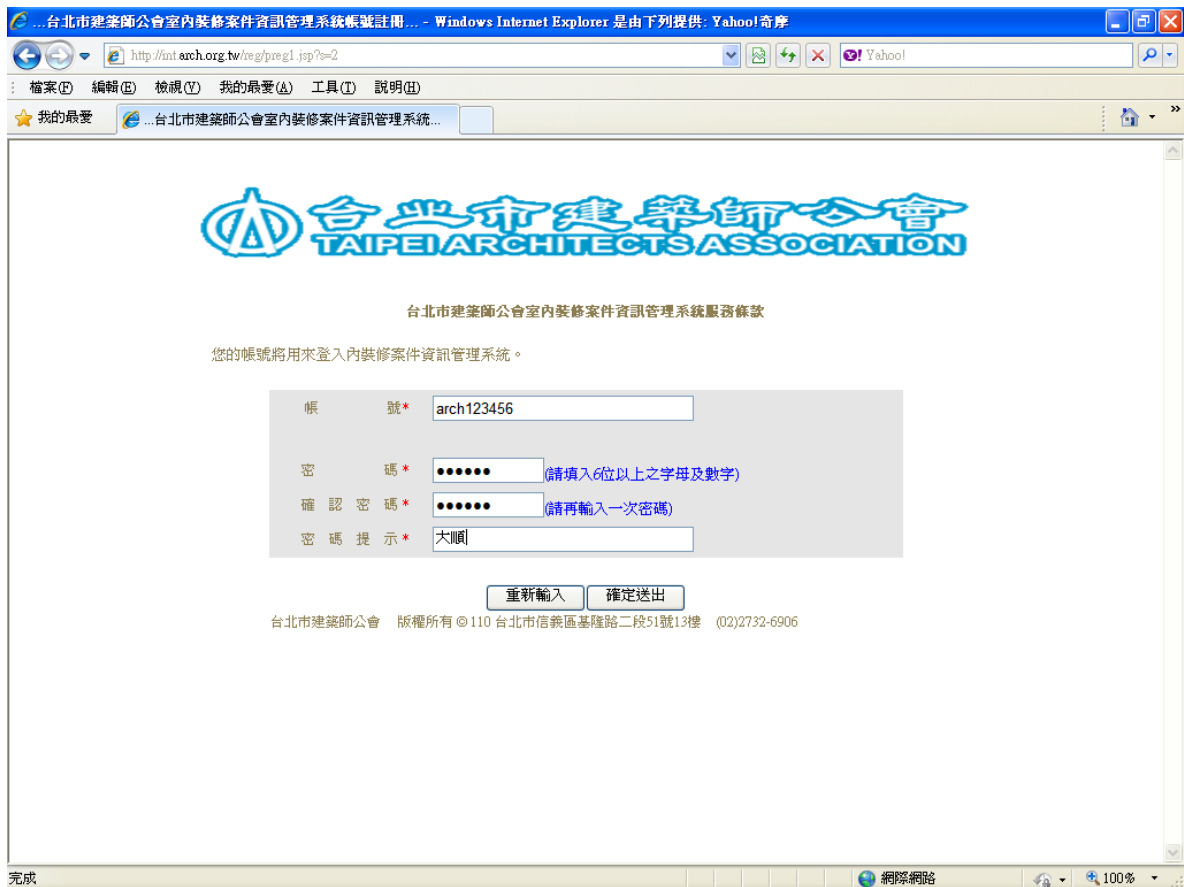 ...台北市建築師公會室內裝修案件資訊管理系統帳號註冊... - Windows Internet Explorer 是由下列提供: Yahoo!奇摩
http://int.arch.org.tw/reg/preg1.jsp?s=2
Yahoo!
檔案(F) 編輯(E) 檢視(V) 我的最愛(A) 工具(T) 說明(H)
我的最愛
...台北市建築師公會室內裝修案件資訊管理系統...
台北市建築師公會
TAIPEI ARCHITECTS ASSOCIATION
台北市建築師公會室內裝修案件資訊管理系統服務條款
您的帳號將用來登入內裝修案件資訊管理系統。
帳 號* arch123456
密 碼* ●●●●●● (請填入6位以上之字母及數字)
確 認 密 碼* ●●●●●● (請再輸入一次密碼)
密 碼 提 示* 大順
重新輸入 確定送出
台北市建築師公會 版權所有©110 台北市信義區基隆路二段51號13樓 (02)2732-6906
完成 網際網路 100%